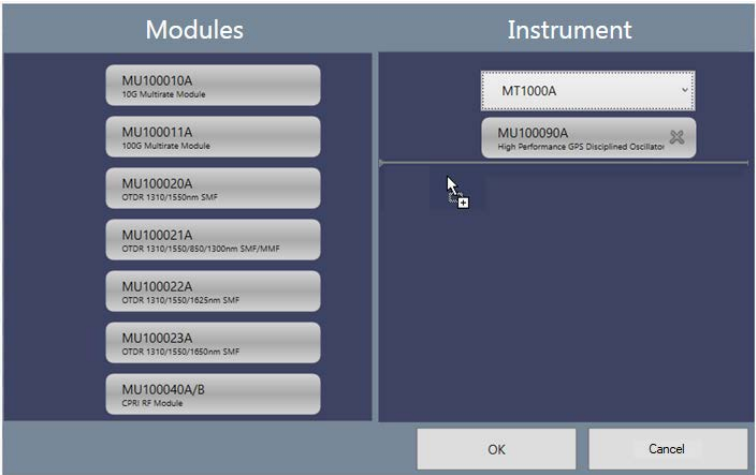 Modules
MU100010A
10G Multirate Module
MU100011A
100G Multirate Module
MU100020A
OTDR 1310/1550nm SMF
MU100021A
OTDR 1310/1550/850/1300nm SMF/MMF
MU100022A
OTDR 1310/1550/1625nm SMF
MU100023A
OTDR 1310/1550/1650nm SMF
MU100040A/B
CPRI RF Module
Instrument
MT1000A
MU100090A
High Performance GPS Disciplined Oscillator
OK
Cancel